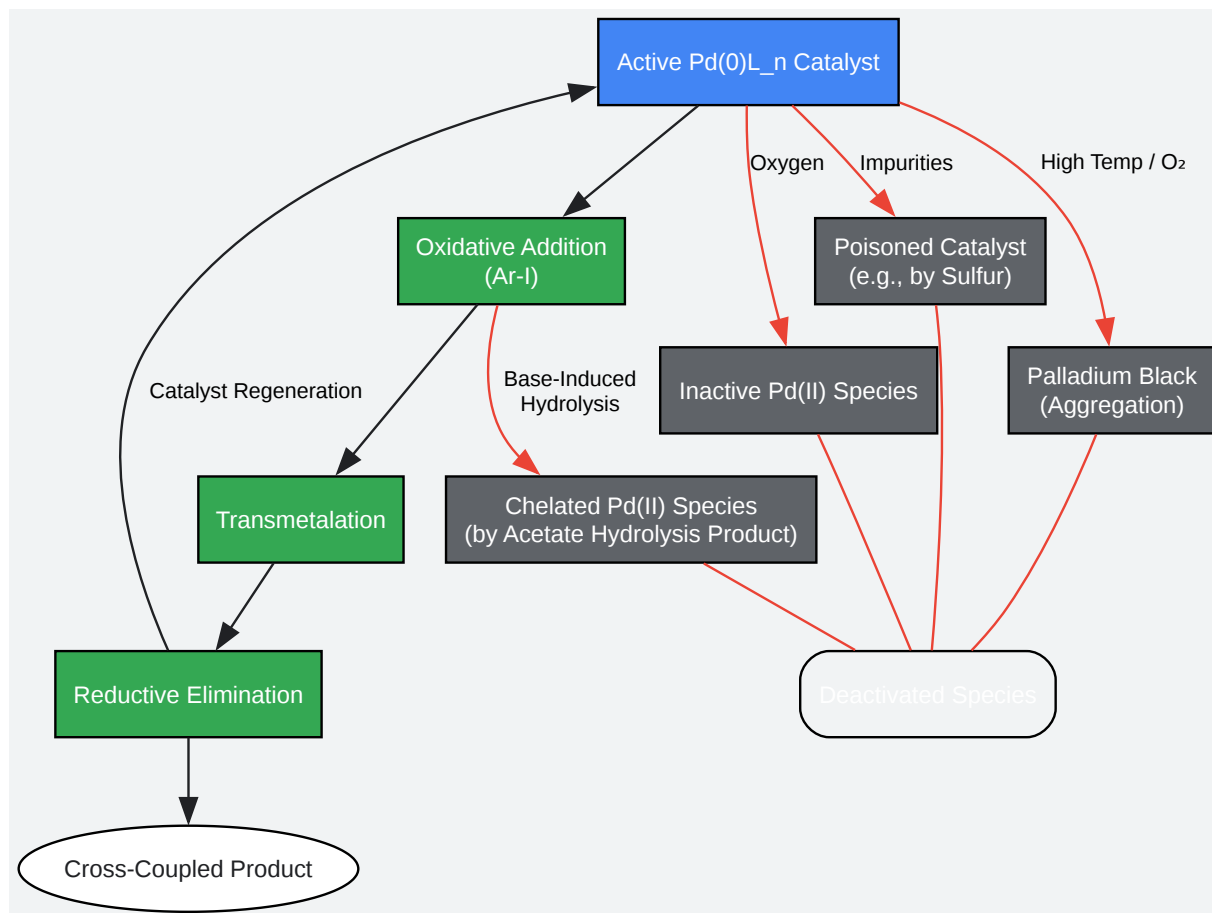 Active Pd(0)L_n Catalyst
Oxygen
Impurities
High Temp / O₂
Oxidative Addition
(Ar-I)
Poisoned Catalyst
(e.g., by Sulfur)
Catalyst Regeneration
Base-Induced
Hydrolysis
Inactive Pd(II) Species
Palladium Black
(Aggregation)
Transmetalation
Chelated Pd(II) Species
(by Acetate Hydrolysis Product)
Reductive Elimination
Deactivated Species
Cross-Coupled Product